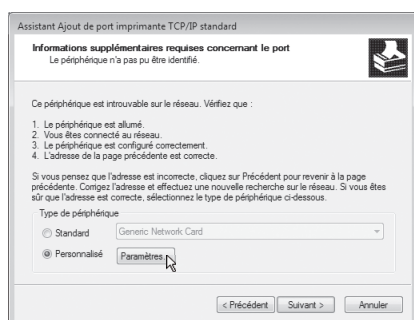 Assistant Ajout de port imprimante TCP/IP standard
Informations supplémentaires requises concernant le port
Le périphérique n'a pas pu être identifié.
Ce périphérique est introuvable sur le réseau. Vérifiez que :
1. Le périphérique est allumé.
2. Vous êtes connecté au réseau.
3. Le périphérique est configuré correctement.
4. L'adresse de la page précédente est correcte.
Si vous pensez que l'adresse est incorrecte, cliquez sur Précédent pour revenir à la page
précédente. Corrigez l'adresse et effectuez une nouvelle recherche sur le réseau. Si vous êtes
sûr que l'adresse est correcte, sélectionnez le type de périphérique ci-dessous.
Type de périphérique
Standard
Generic Network Card
Personnalisé
Paramètres...
< Précédent
Suivant >
Annuler